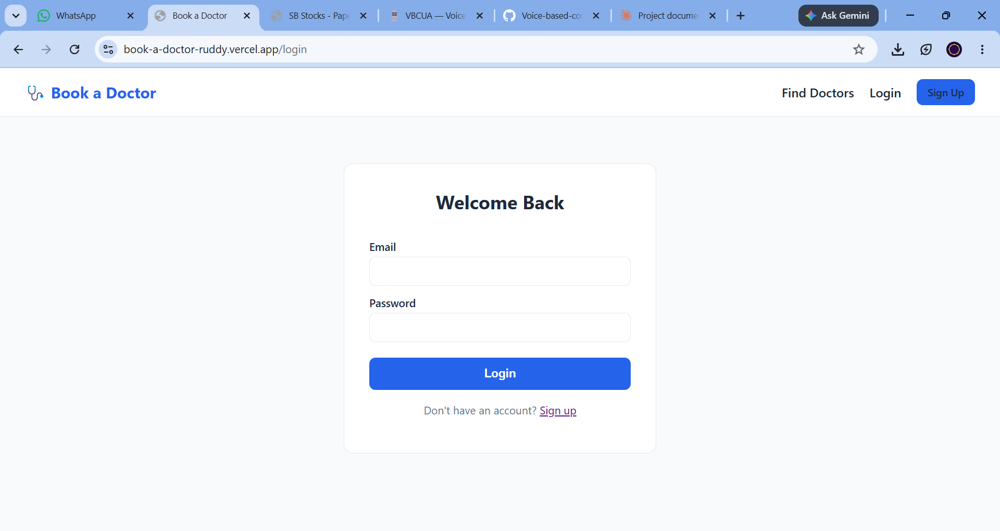 WhatsApp
Book a Doctor
SB Stocks - Pape
VBCUA — Voice
Voice-based-co
Project docume
Ask Gemini
book-a-doctor-ruddy.vercel.app/login
Book a Doctor
Find Doctors
Login
Sign Up
Welcome Back
Email
Password
Login
Don't have an account? Sign up